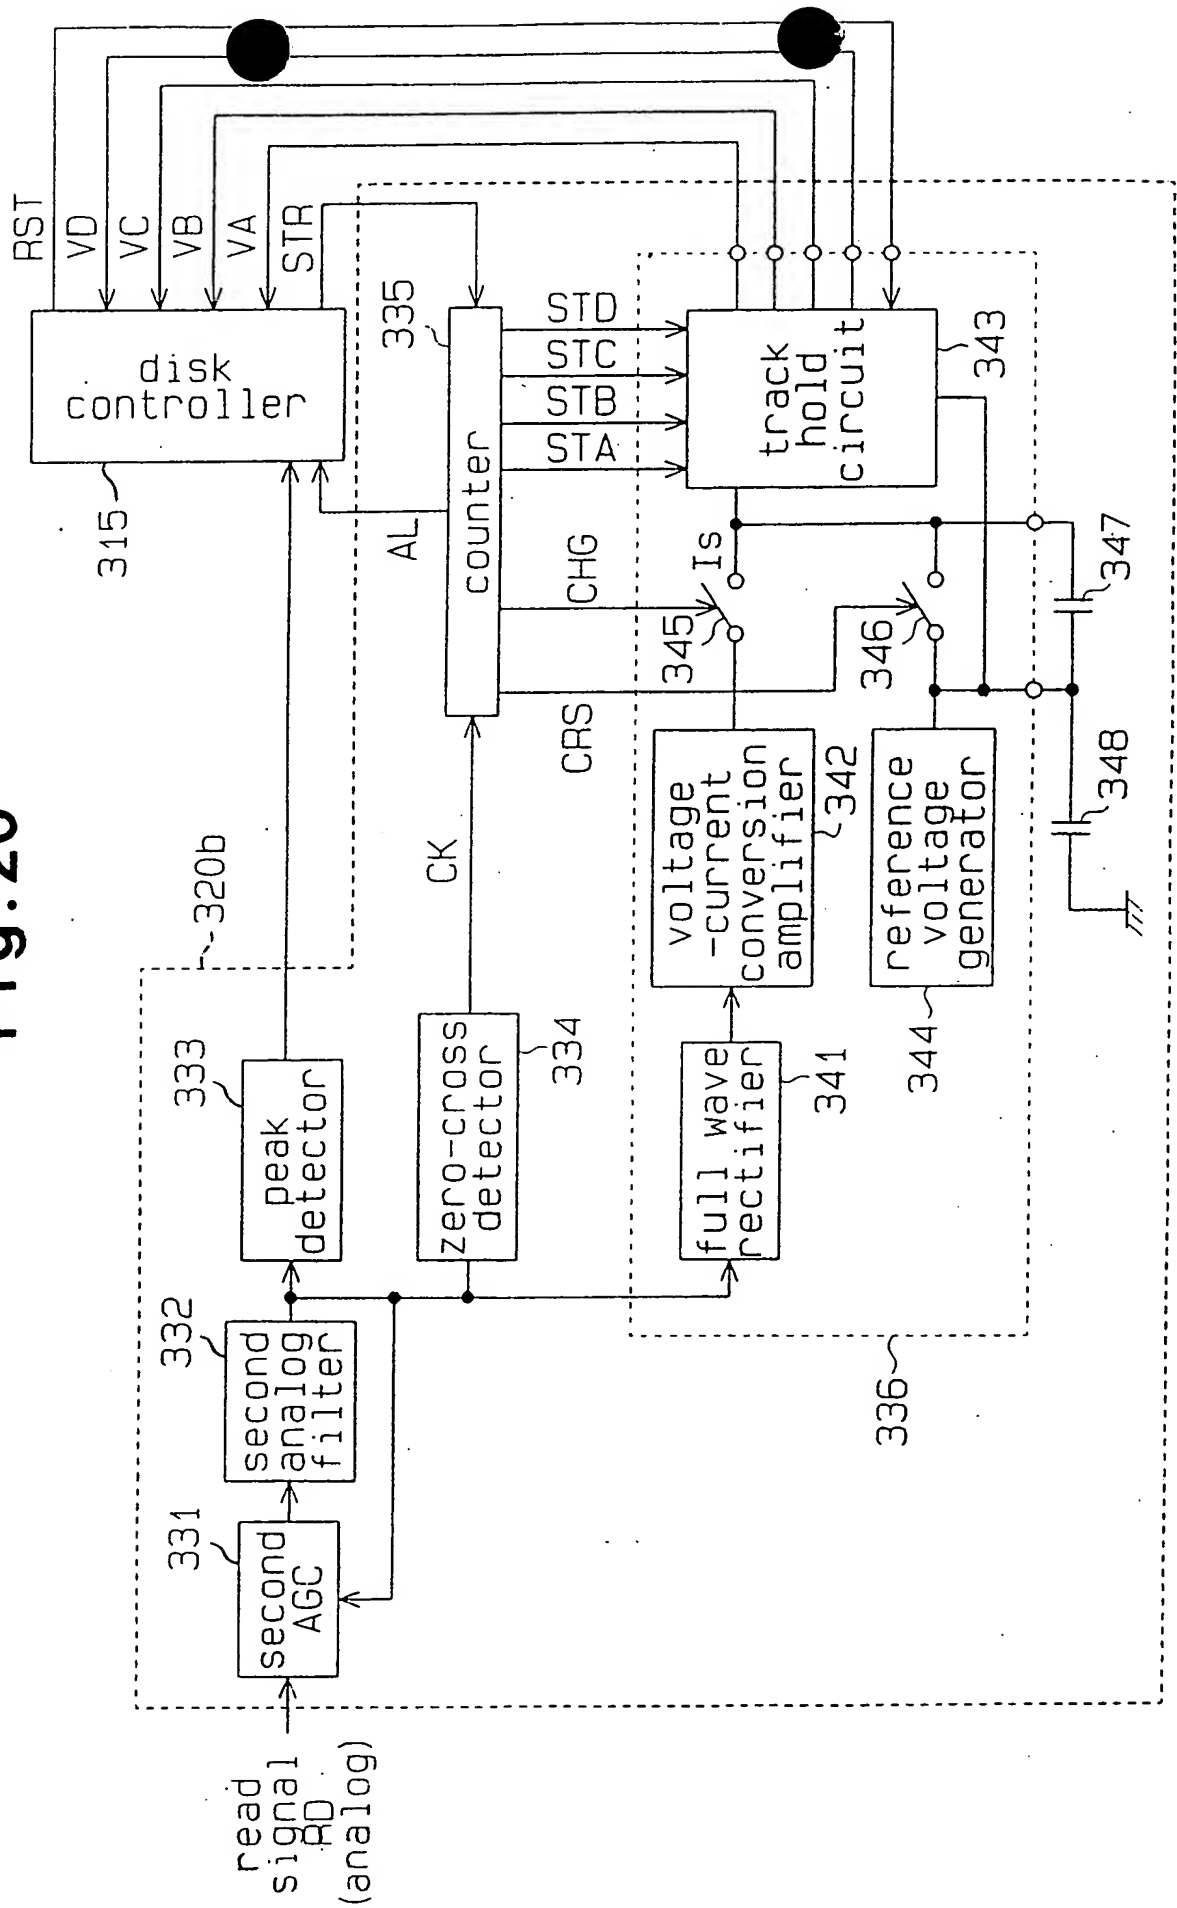 Fig.20
read
signal
RD
(analog)
331
second
AGC
332
second
analog
filter
333
peak
detector
320b
315
disk
controller
RST
VD
VC
VB
VA
STR
zero-cross
detector
334
CK
335
counter
AL
CRS
CHG
STA
STB
STC
STD
336
full wave
rectifier
341
voltage
-current
conversion
amplifier
342
345
Is
track
hold
circuit
343
344
reference
voltage
generator
346
347
348